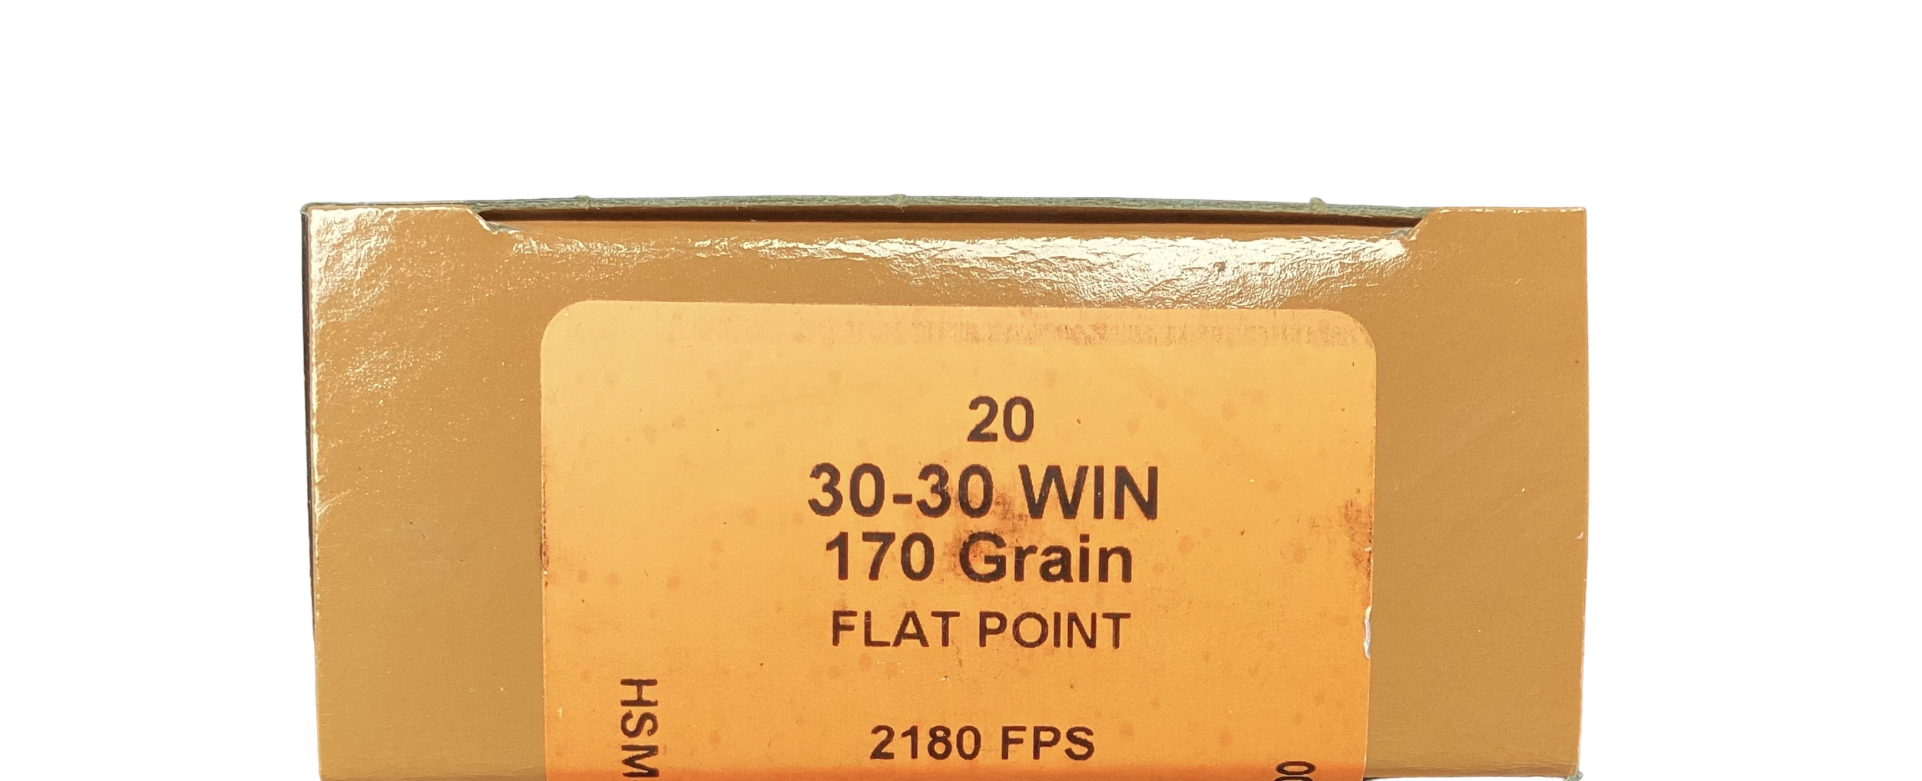 20
30-30 WIN
170 Grain
FLAT POINT
2180 FPS
HSM